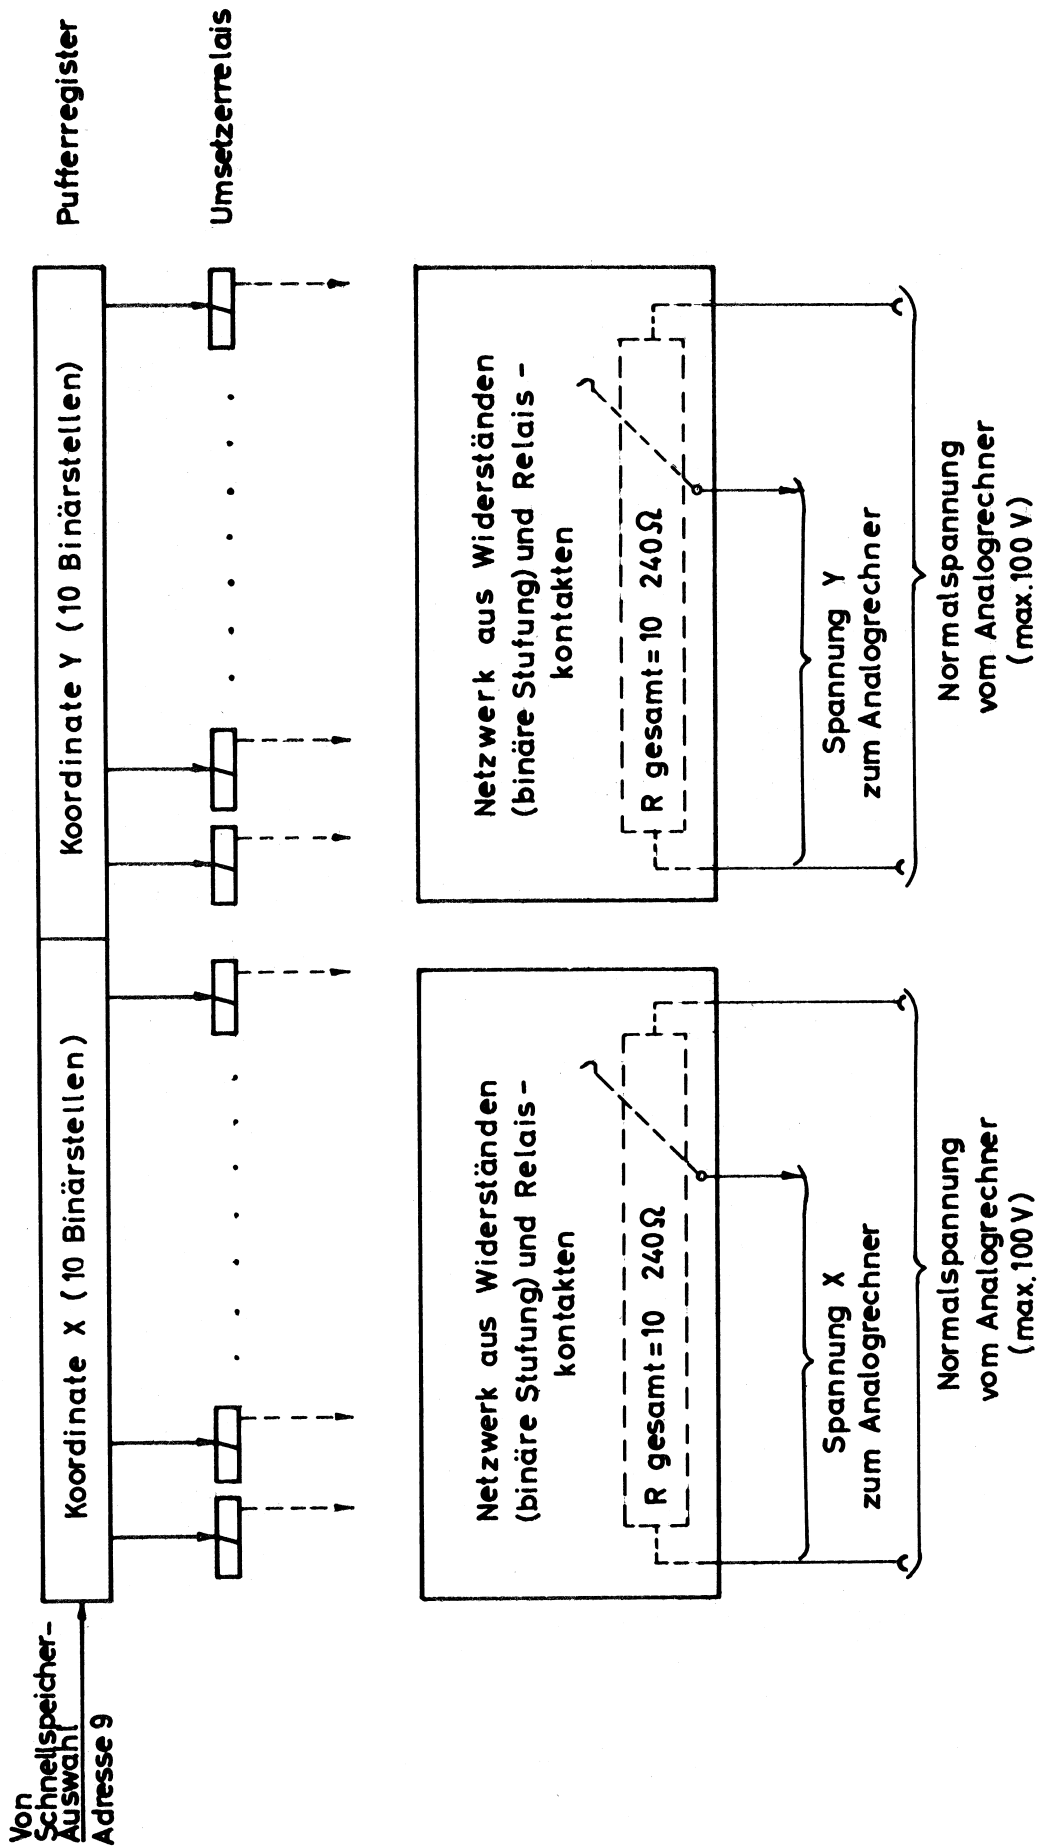 Von
Schnellspeicher-
Auswahl
Adresse 9
Koordinate X (10 Binärstellen)
Koordinate Y (10 Binärstellen)
Pufferregister
Umsetzerrelais
Netzwerk aus Widerständen
(binäre Stufung) und Relais-
kontakten
R gesamt = 10 240Ω
Spannung X
zum Analogrechner
Normalspannung
vom Analogrechner
(max. 100 V)
Netzwerk aus Widerständen
(binäre Stufung) und Relais-
kontakten
R gesamt = 10 240Ω
Spannung Y
zum Analogrechner
Normalspannung
vom Analogrechner
(max. 100 V)